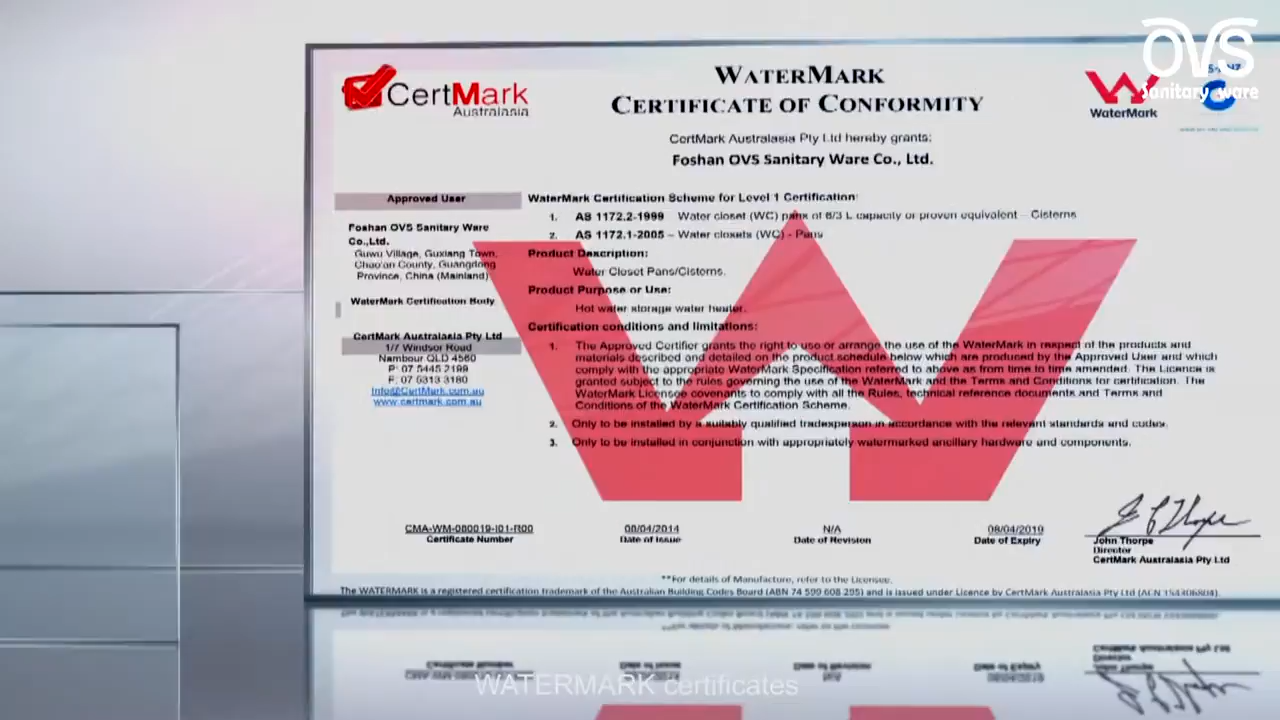 OVS
Sanitary ware
CertMark
Australasia
WATERMARK
CERTIFICATE OF CONFORMITY
WaterMark
CertMark Australasia Pty Ltd hereby grants:
Foshan OVS Sanitary Ware Co., Ltd.
Approved User
Foshan OVS Sanitary Ware
Co.,Ltd.
Guwu Village, Guxiang Town,
Chao'an County, Guangdong
Province, China (Mainland)
WaterMark Certification Body
CertMark Australasia Pty Ltd
1/7 Windsor Road
Nambour QLD 4560
P: 07 5445 2199
F: 07 5313 3180
Info@CertMark.com.au
www.certmark.com.au
WaterMark Certification Scheme for Level 1 Certification:
1. AS 1172.2-1999 Water closet (WC) pans of 6/3 L capacity or proven equivalent – Cisterns
2. AS 1172.1-2005 – Water closets (WC) - Pans
Product Description:
Water Closet Pans/Cisterns.
Product Purpose or Use:
Hot water storage water heater.
Certification conditions and limitations:
1. The Approved Certifier grants the right to use or arrange the use of the WaterMark in respect of the products and
materials described and detailed on the product schedule below which are produced by the Approved User and which
comply with the appropriate WaterMark Specification referred to above as from time to time amended. The Licence is
granted subject to the rules governing the use of the WaterMark and the Terms and Conditions for certification. The
WaterMark Licensee covenants to comply with all the Rules, technical reference documents and Terms and
Conditions of the WaterMark Certification Scheme.
2. Only to be installed by a suitably qualified tradesperson in accordance with the relevant standards and codes.
3. Only to be installed in conjunction with appropriately watermarked ancillary hardware and components.
CMA-WM-080019-I01-R00
Certificate Number
08/04/2014
Date of Issue
N/A
Date of Revision
08/04/2019
Date of Expiry
John Thorpe
Director
CertMark Australasia Pty Ltd
**For details of Manufacture, refer to the Licensee.
The WATERMARK is a registered certification trademark of the Australian Building Codes Board (ABN 74 599 608 295) and is issued under Licence by CertMark Australasia Pty Ltd (ACN 154306804).
WATERMARK certificates